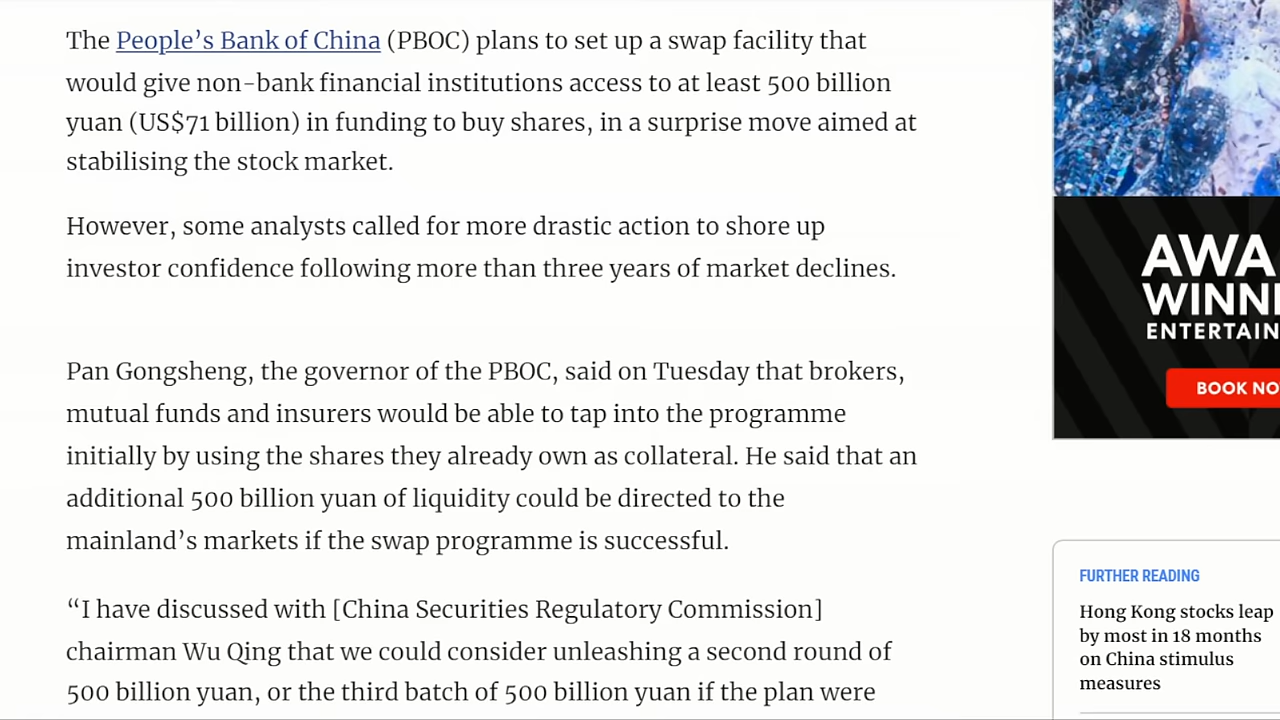 The People’s Bank of China (PBOC) plans to set up a swap facility that
would give non-bank financial institutions access to at least 500 billion
yuan (US$71 billion) in funding to buy shares, in a surprise move aimed at
stabilising the stock market.
However, some analysts called for more drastic action to shore up
investor confidence following more than three years of market declines.
Pan Gongsheng, the governor of the PBOC, said on Tuesday that brokers,
mutual funds and insurers would be able to tap into the programme
initially by using the shares they already own as collateral. He said that an
additional 500 billion yuan of liquidity could be directed to the
mainland’s markets if the swap programme is successful.
“I have discussed with [China Securities Regulatory Commission]
chairman Wu Qing that we could consider unleashing a second round of
500 billion yuan, or the third batch of 500 billion yuan if the plan were
AWA
WINNI
ENTERTAIN
BOOK NO
FURTHER READING
Hong Kong stocks leap
by most in 18 months
on China stimulus
measures